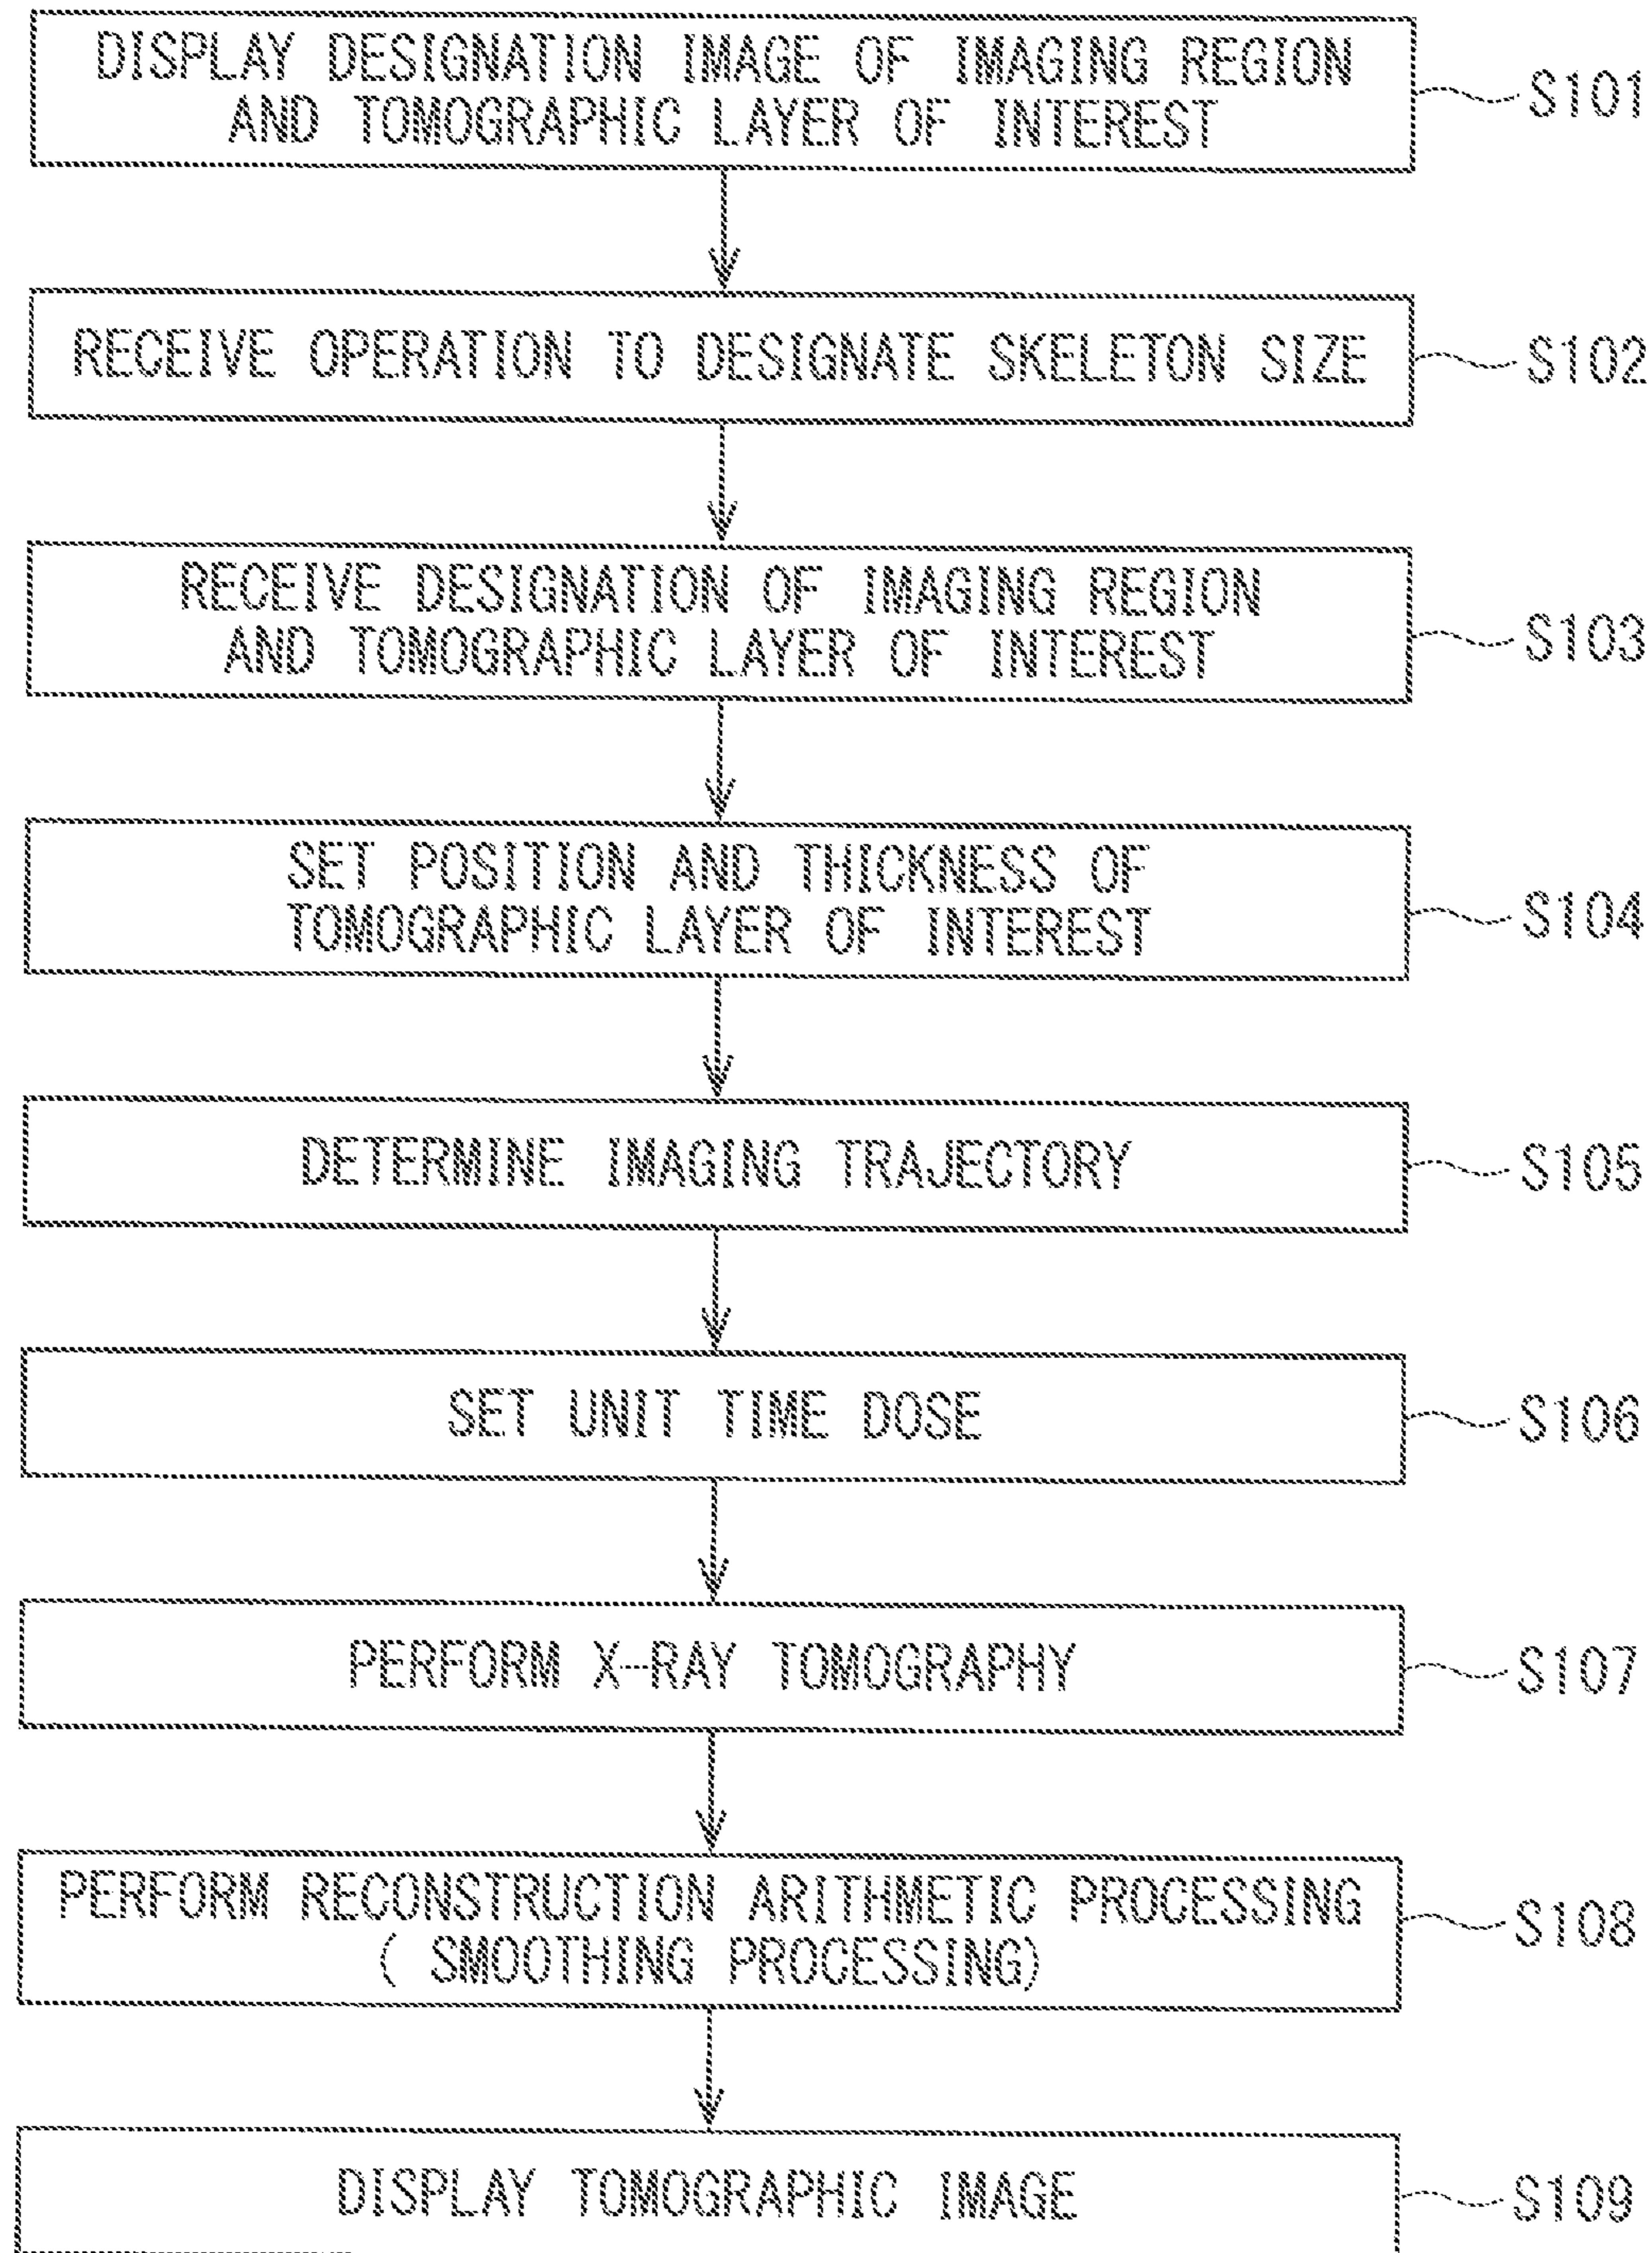 DISPLAY DESIGNATION IMAGE OF IMAGING REGION
AND TOMOGRAPHIC LAYER OF INTEREST
S101
RECEIVE OPERATION TO DESIGNATE SKELETON SIZE
S102
RECEIVE DESIGNATION OF IMAGING REGION
AND TOMOGRAPHIC LAYER OF INTEREST
S103
SET POSITION AND THICKNESS OF
TOMOGRAPHIC LAYER OF INTEREST
S104
DETERMINE IMAGING TRAJECTORY
S105
SET UNIT TIME DOSE
S106
PERFORM X-RAY TOMOGRAPHY
S107
PERFORM RECONSTRUCTION ARITHMETIC PROCESSING
( SMOOTHING PROCESSING)
S108
DISPLAY TOMOGRAPHIC IMAGE
S109